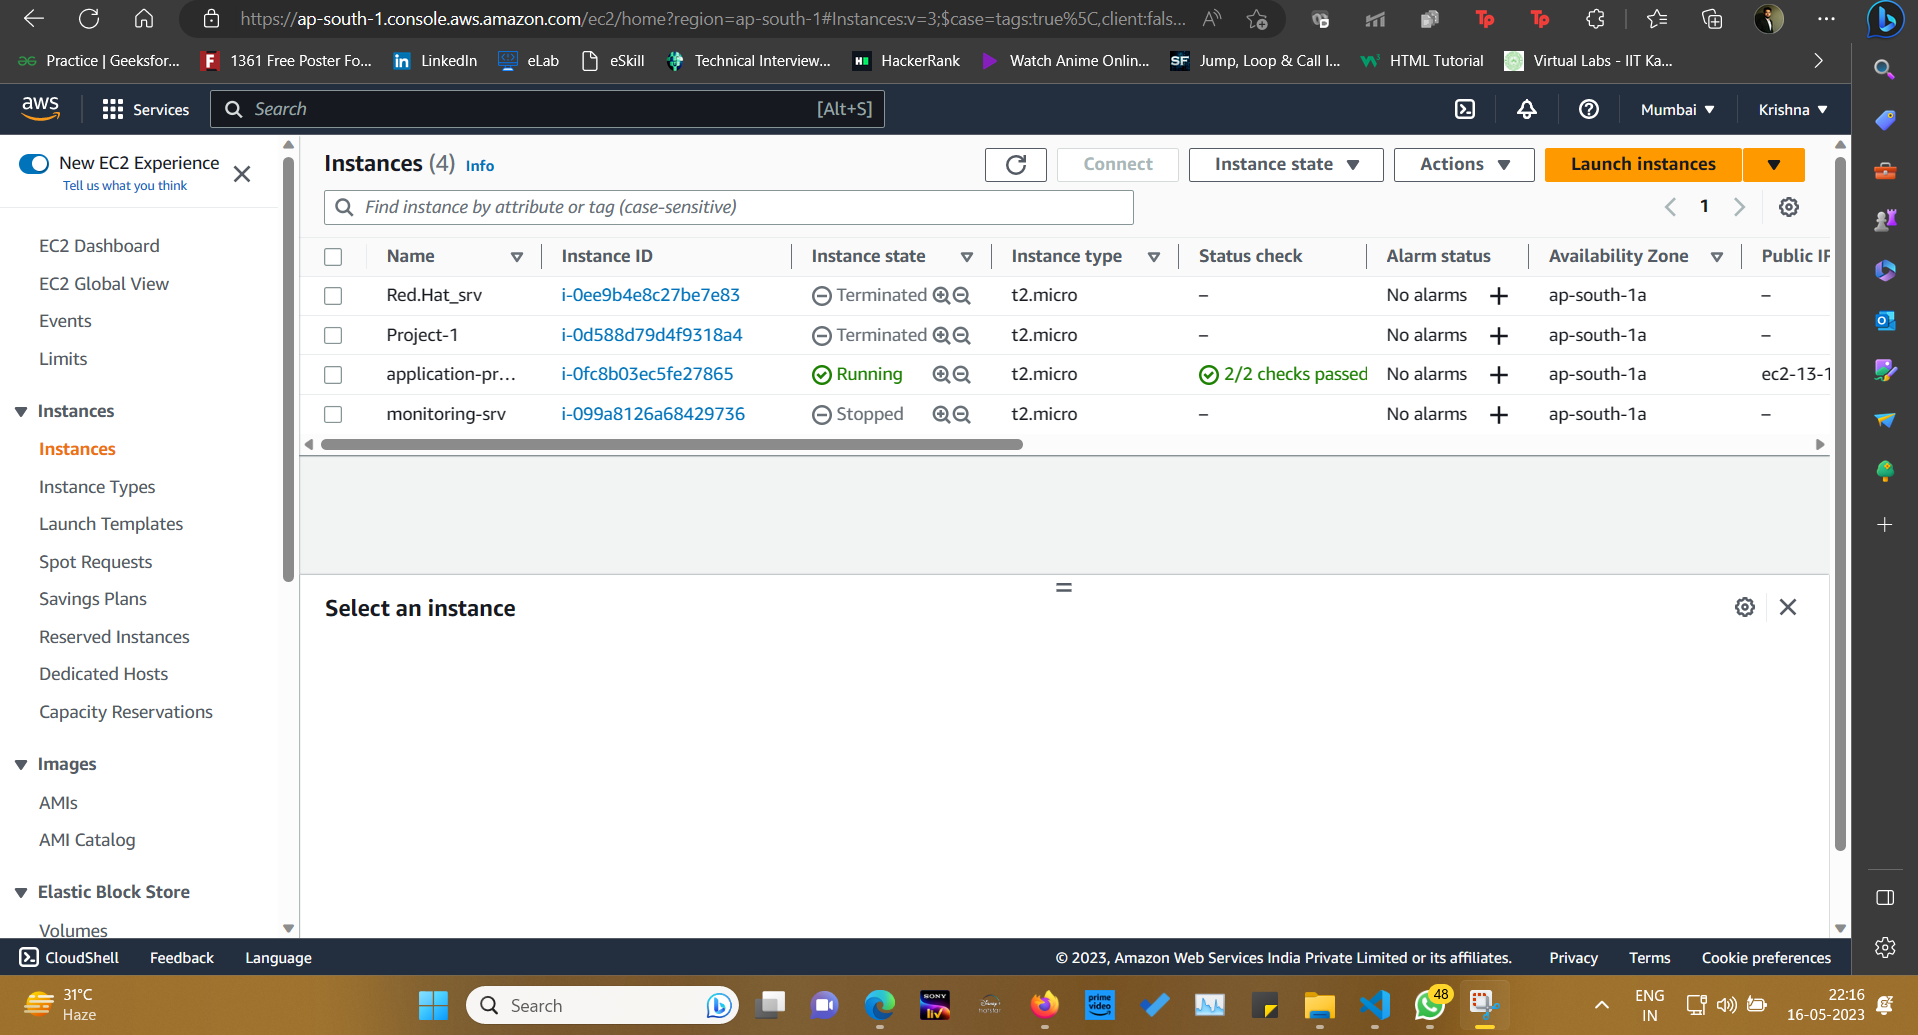 https://ap-south-1.console.aws.amazon.com/ec2/home?region=ap-south-1#Instances:v=3;$case=tags:true%5C,client:fals...
Practice | Geeksfor... 1361 Free Poster Fo... LinkedIn eLab eSkill Technical Interview... HackerRank Watch Anime Online... Jump, Loop & Call I... HTML Tutorial Virtual Labs - IIT Ka...
aws Services Search [Alt+S] Mumbai Krishna
New EC2 Experience
Tell us what you think
EC2 Dashboard
EC2 Global View
Events
Limits
Instances
Instances
Instance Types
Launch Templates
Spot Requests
Savings Plans
Reserved Instances
Dedicated Hosts
Capacity Reservations
Images
AMIs
AMI Catalog
Elastic Block Store
Volumes
Instances (4) Info Connect Instance state Actions Launch instances
Find instance by attribute or tag (case-sensitive) 1
Name Instance ID Instance state Instance type Status check Alarm status Availability Zone Public IP
Red.Hat_srv i-0ee9b4e8c27be7e83 Terminated t2.micro – No alarms ap-south-1a –
Project-1 i-0d588d79d4f9318a4 Terminated t2.micro – No alarms ap-south-1a –
application-pr... i-0fc8b03ec5fe27865 Running t2.micro 2/2 checks passed No alarms ap-south-1a ec2-13-1
monitoring-srv i-099a8126a68429736 Stopped t2.micro – No alarms ap-south-1a –
Select an instance
CloudShell Feedback Language © 2023, Amazon Web Services India Private Limited or its affiliates. Privacy Terms Cookie preferences
31°C
Haze
Search
SONY
liv
prime
video
48
ENG
IN
22:16
16-05-2023